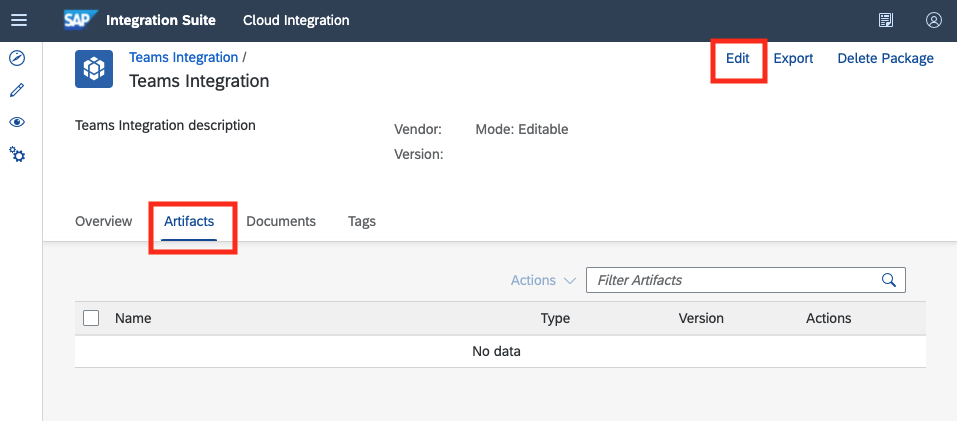 SAP Integration Suite Cloud Integration
Teams Integration /
Edit Export Delete Package
Teams Integration
Teams Integration description
Vendor: Mode: Editable
Version:
Overview Artifacts Documents Tags
Actions Filter Artifacts
Name Type Version Actions
No data